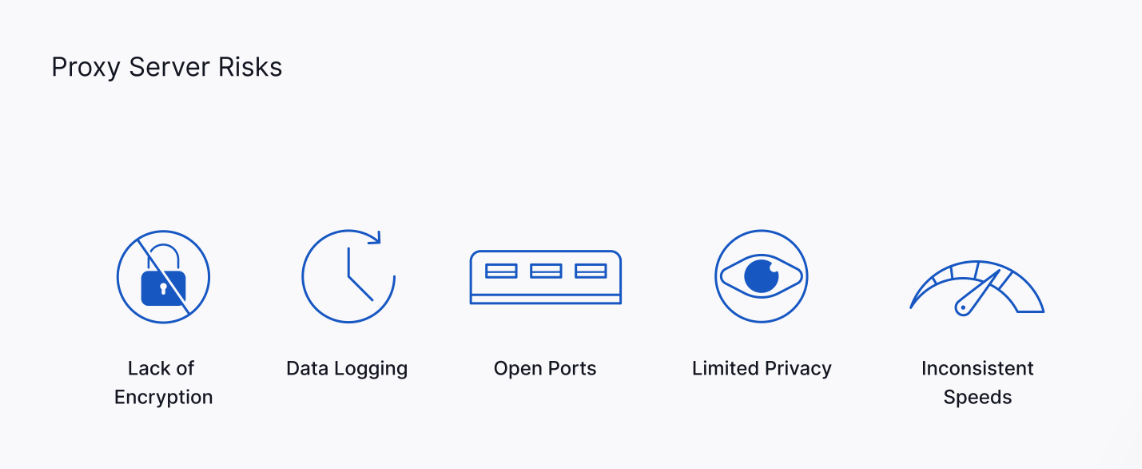 Proxy Server Risks
Lack of
Encryption
Data Logging
Open Ports
Limited Privacy
Inconsistent
Speeds